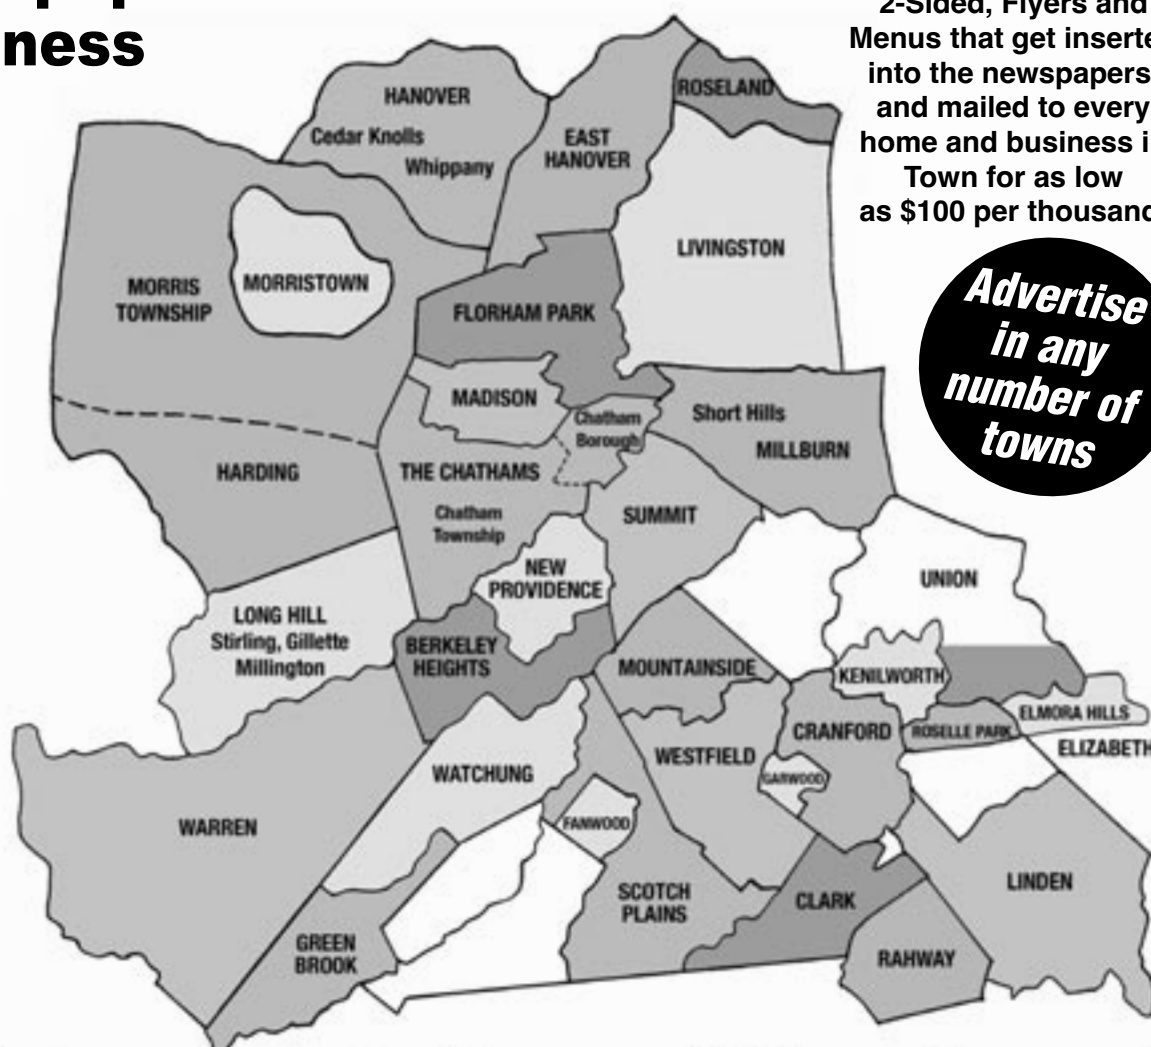 ness
2-Sided, Flyers and
Menus that get inserte
into the newspapers
and mailed to every
home and business i
Town for as low
as $100 per thousand
Advertise
in any
number of
towns
HANOVER
Cedar Knolls
Whippany
EAST
HANOVER
ROSELAND
LIVINGSTON
MORRIS
TOWNSHIP
MORRISTOWN
FLORHAM PARK
MADISON
Chatham
Borough
Short Hills
MILLBURN
HARDING
THE CHATHAMS
Chatham
Township
SUMMIT
NEW
PROVIDENCE
UNION
LONG HILL
Stirling, Gillette
Millington
BERKELEY
HEIGHTS
MOUNTAINSIDE
KENILWORTH
ELMORA HILLS
ROSELLE PARK
CRANFORD
ELIZABETH
WESTFIELD
GARWOOD
WATCHUNG
WARREN
FANWOOD
SCOTCH
PLAINS
CLARK
LINDEN
GREEN
BROOK
RAHWAY